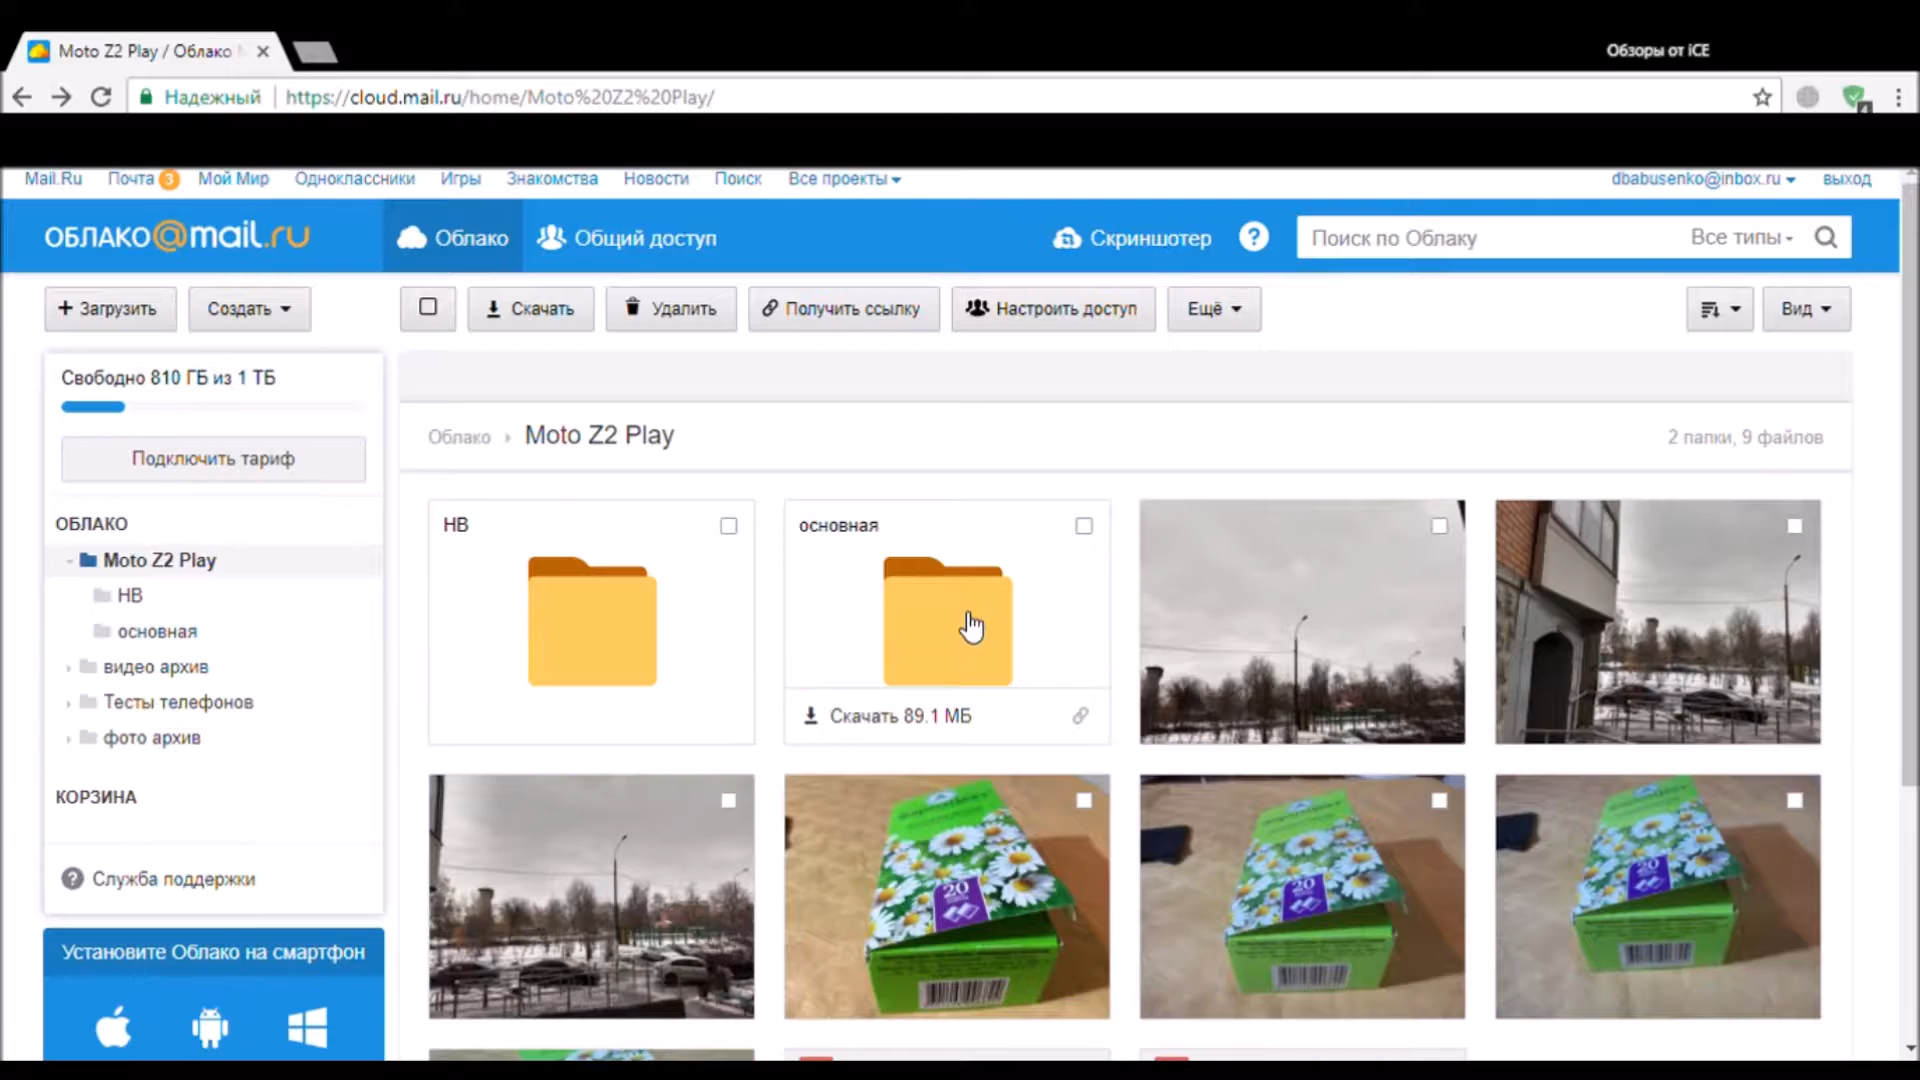 Moto Z2 Play / Облако
Обзоры от iCE
Надежный
https://cloud.mail.ru/home/Moto%20Z2%20Play/
Mail.Ru Почта 3 Мой Мир Одноклассники Игры Знакомства Новости Поиск Все проекты
dbabusenko@inbox.ru выход
ОБЛАКО@mail.ru
Облако
Общий доступ
Скриншотер
?
Поиск по Облаку
Все типы
+ Загрузить
Создать
Скачать
Удалить
Получить ссылку
Настроить доступ
Ещё
Вид
Свободно 810 ГБ из 1 ТБ
Подключить тариф
ОБЛАКО
Moto Z2 Play
НВ
основная
видео архив
Тесты телефонов
фото архив
КОРЗИНА
? Служба поддержки
Установите Облако на смартфон
Облако › Moto Z2 Play
2 папки, 9 файлов
НВ
основная
Скачать 89.1 МБ
20
20
20